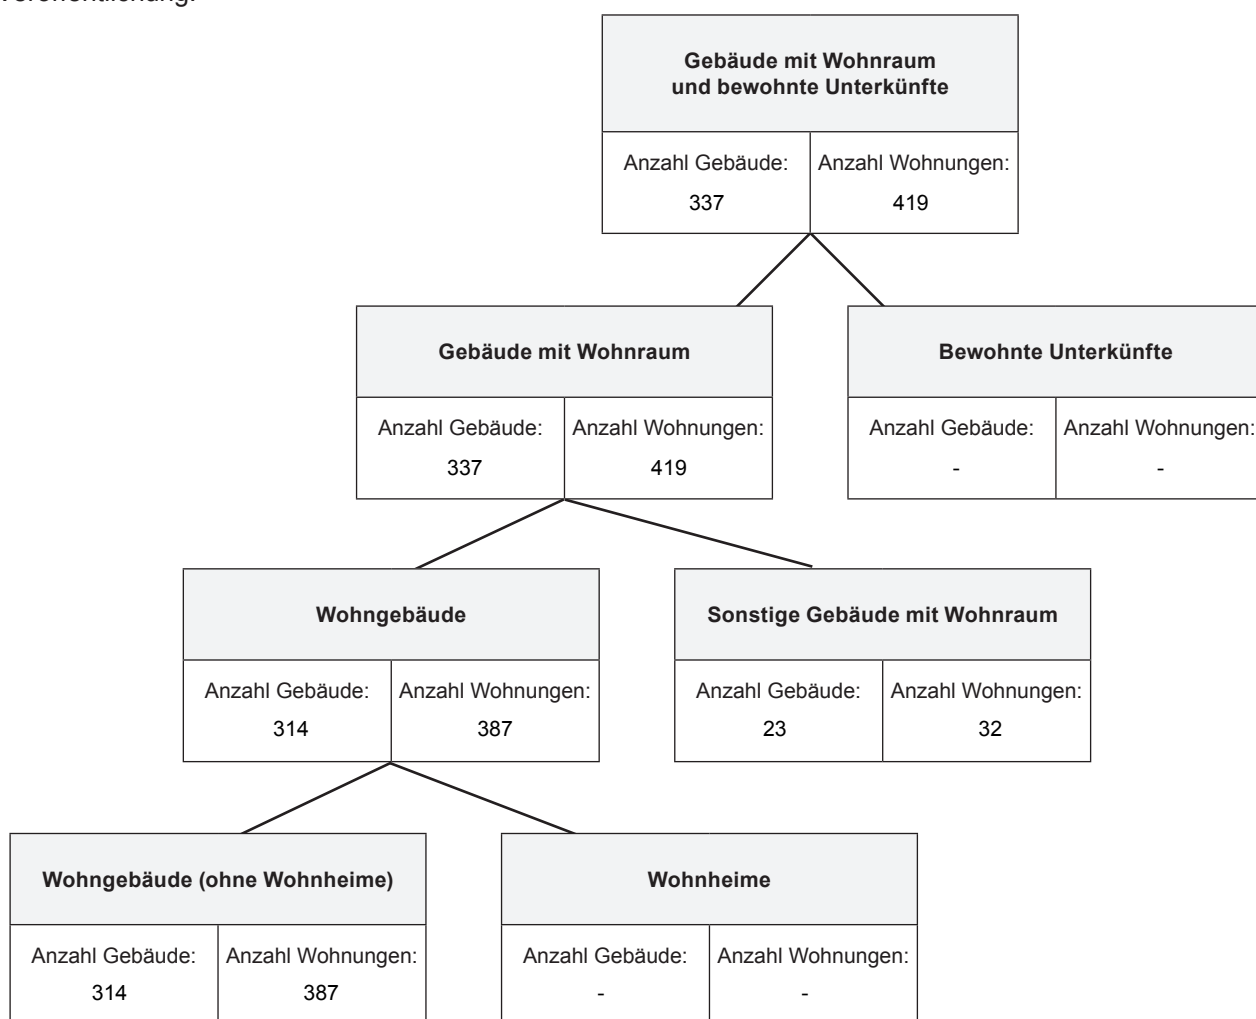 Veröffentlichung.
Gebäude mit Wohnraum
und bewohnte Unterkünfte
Anzahl Gebäude: Anzahl Wohnungen:
337 419
Gebäude mit Wohnraum Bewohnte Unterkünfte
Anzahl Gebäude: Anzahl Wohnungen: Anzahl Gebäude: Anzahl Wohnungen:
337 419 - -
Wohngebäude Sonstige Gebäude mit Wohnraum
Anzahl Gebäude: Anzahl Wohnungen: Anzahl Gebäude: Anzahl Wohnungen:
314 387 23 32
Wohngebäude (ohne Wohnheime) Wohnheime
Anzahl Gebäude: Anzahl Wohnungen: Anzahl Gebäude: Anzahl Wohnungen:
314 387 - -